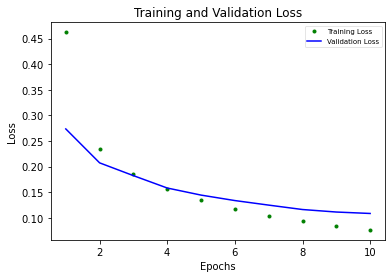 Training and Validation Loss
Training Loss
Validation Loss
Loss
0.45
0.40
0.35
0.30
0.25
0.20
0.15
0.10
2 4 6 8 10
Epochs